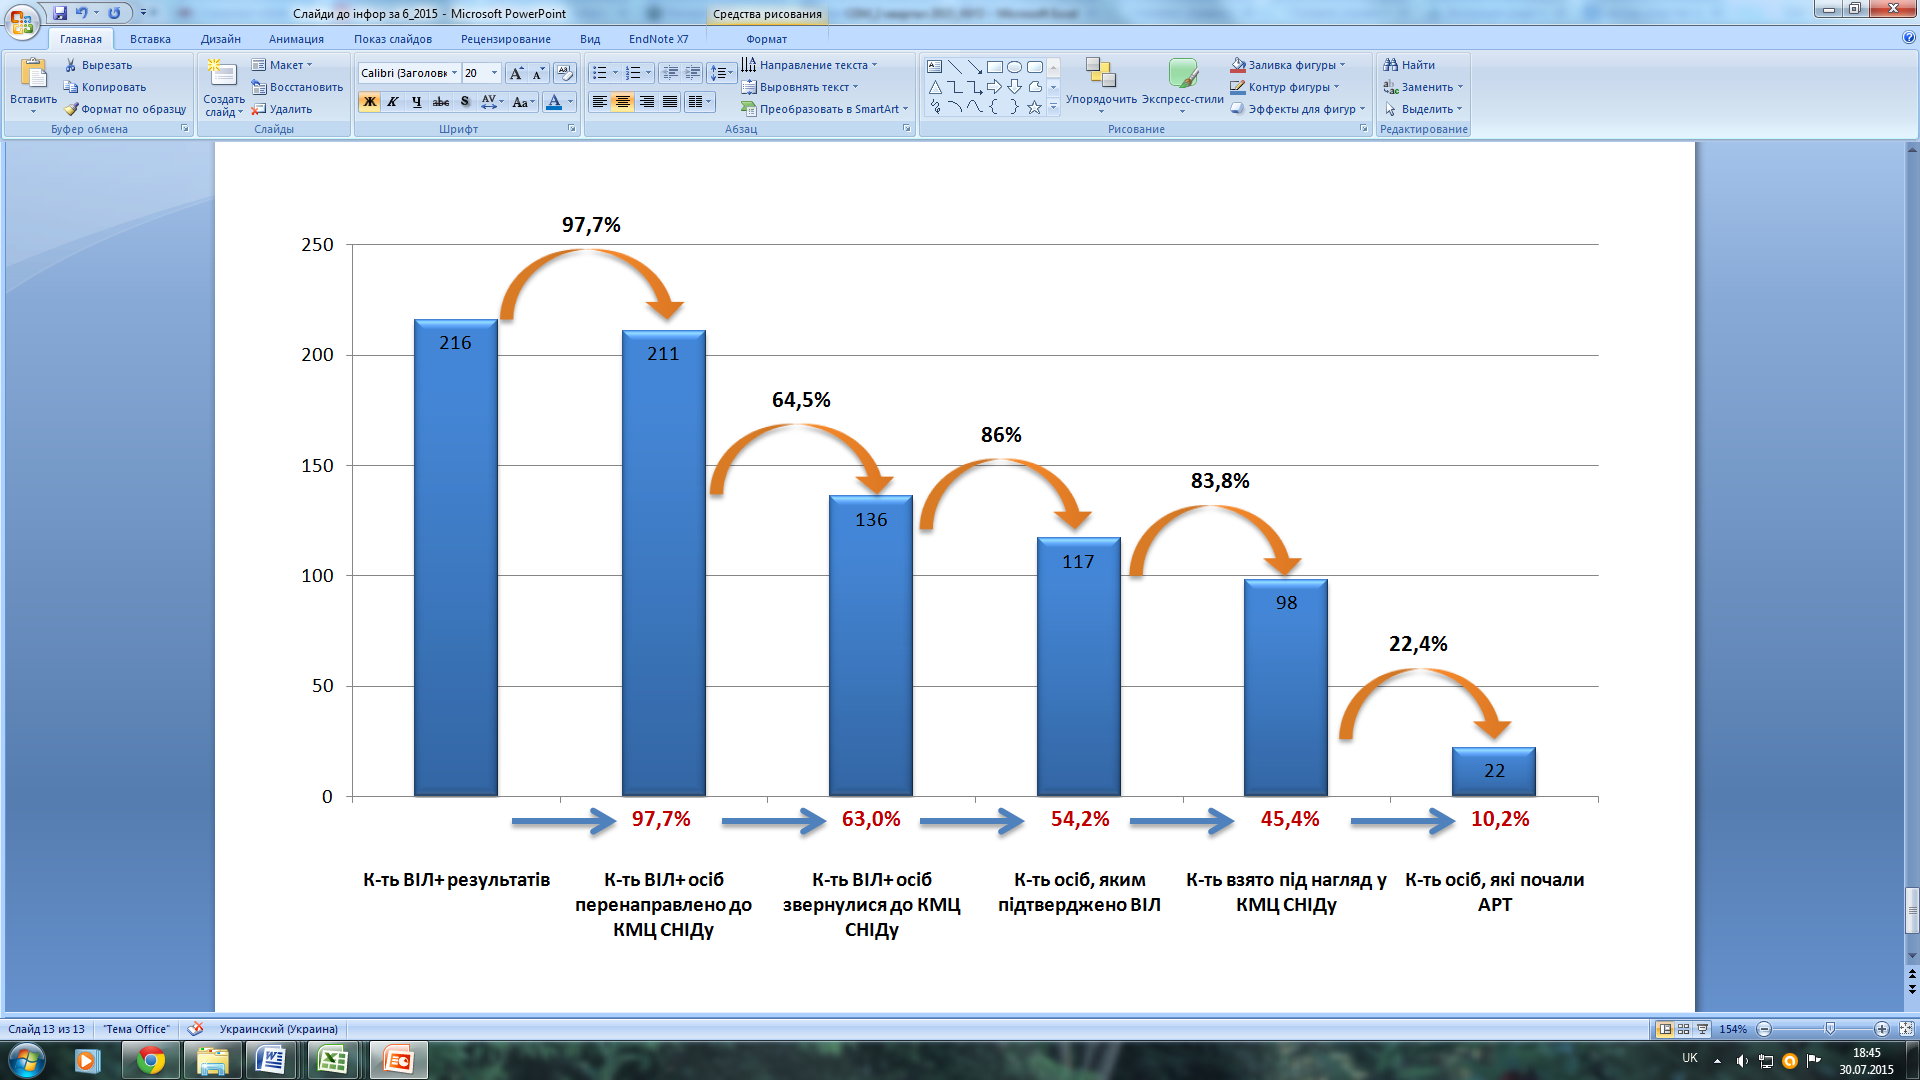 Слайди до інфор за 6_2015 - Microsoft PowerPoint
Средства рисования
Главная
Вставка
Дизайн
Анимация
Показ слайдов
Рецензирование
Вид
EndNote X7
Формат
Вставить
Вырезать
Копировать
Формат по образцу
Буфер обмена
Создать слайд
Макет
Восстановить
Удалить
Слайды
Calibri (Заголовк
20
Ж К Ч abc S AV Aa А
Шрифт
Направление текста
Выровнять текст
Преобразовать в SmartArt
Абзац
Упорядочить
Экспресс-стили
Заливка фигуры
Контур фигуры
Эффекты для фигур
Рисование
Найти
Заменить
Выделить
Редактирование
97,7%
250
216
211
200
64,5%
86%
150
83,8%
136
117
100
98
22,4%
50
22
0
97,7%
63,0%
54,2%
45,4%
10,2%
К-ть ВІЛ+ результатів
К-ть ВІЛ+ осіб
перенаправлено до
КМЦ СНІДу
К-ть ВІЛ+ осіб
звернулися до КМЦ
СНІДу
К-ть осіб, яким
підтверджено ВІЛ
К-ть взято під нагляд у
КМЦ СНІДу
К-ть осіб, які почали
АРТ
Слайд 13 из 13
"Тема Office"
Украинский (Украина)
154%
UK
18:45
30.07.2015